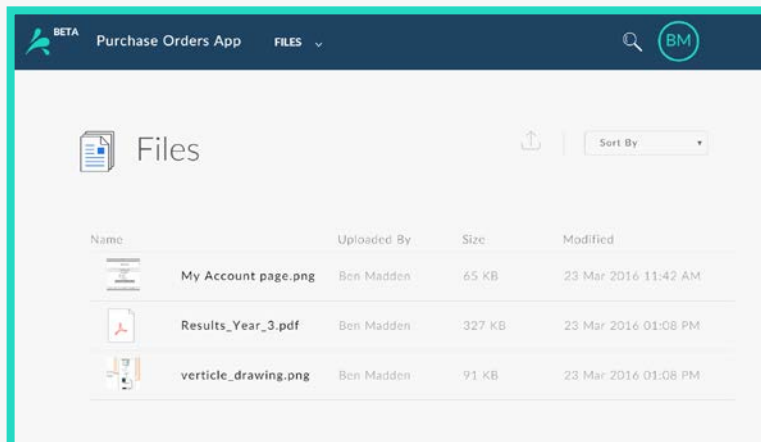 BETA
Purchase Orders App FILES BM
Files
Sort By
Name Uploaded By Size Modified
My Account page.png Ben Madden 65 KB 23 Mar 2016 11:42 AM
Results_Year_3.pdf Ben Madden 327 KB 23 Mar 2016 01:08 PM
verticle_drawing.png Ben Madden 91 KB 23 Mar 2016 01:08 PM